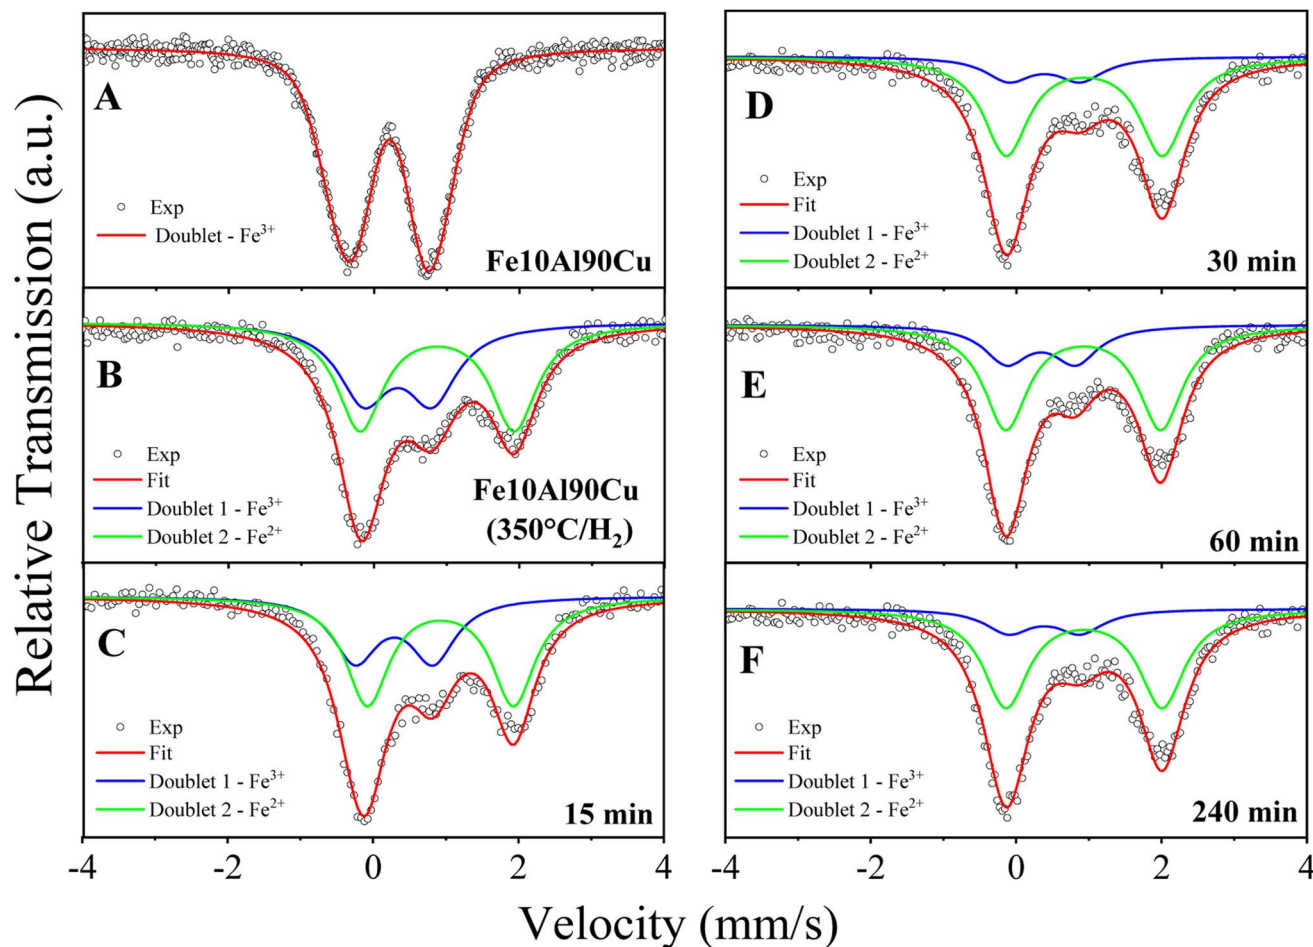 Relative Transmission (a.u.)
A
Exp
Doublet - Fe³⁺
Fe10Al90Cu
B
Exp
Fit
Doublet 1 - Fe³⁺
Doublet 2 - Fe²⁺
Fe10Al90Cu
(350°C/H₂)
C
Exp
Fit
Doublet 1 - Fe³⁺
Doublet 2 - Fe²⁺
15 min
-4 -2 0 2 4
D
Exp
Fit
Doublet 1 - Fe³⁺
Doublet 2 - Fe²⁺
30 min
E
Exp
Fit
Doublet 1 - Fe³⁺
Doublet 2 - Fe²⁺
60 min
F
Exp
Fit
Doublet 1 - Fe³⁺
Doublet 2 - Fe²⁺
240 min
-4 -2 0 2 4
Velocity (mm/s)